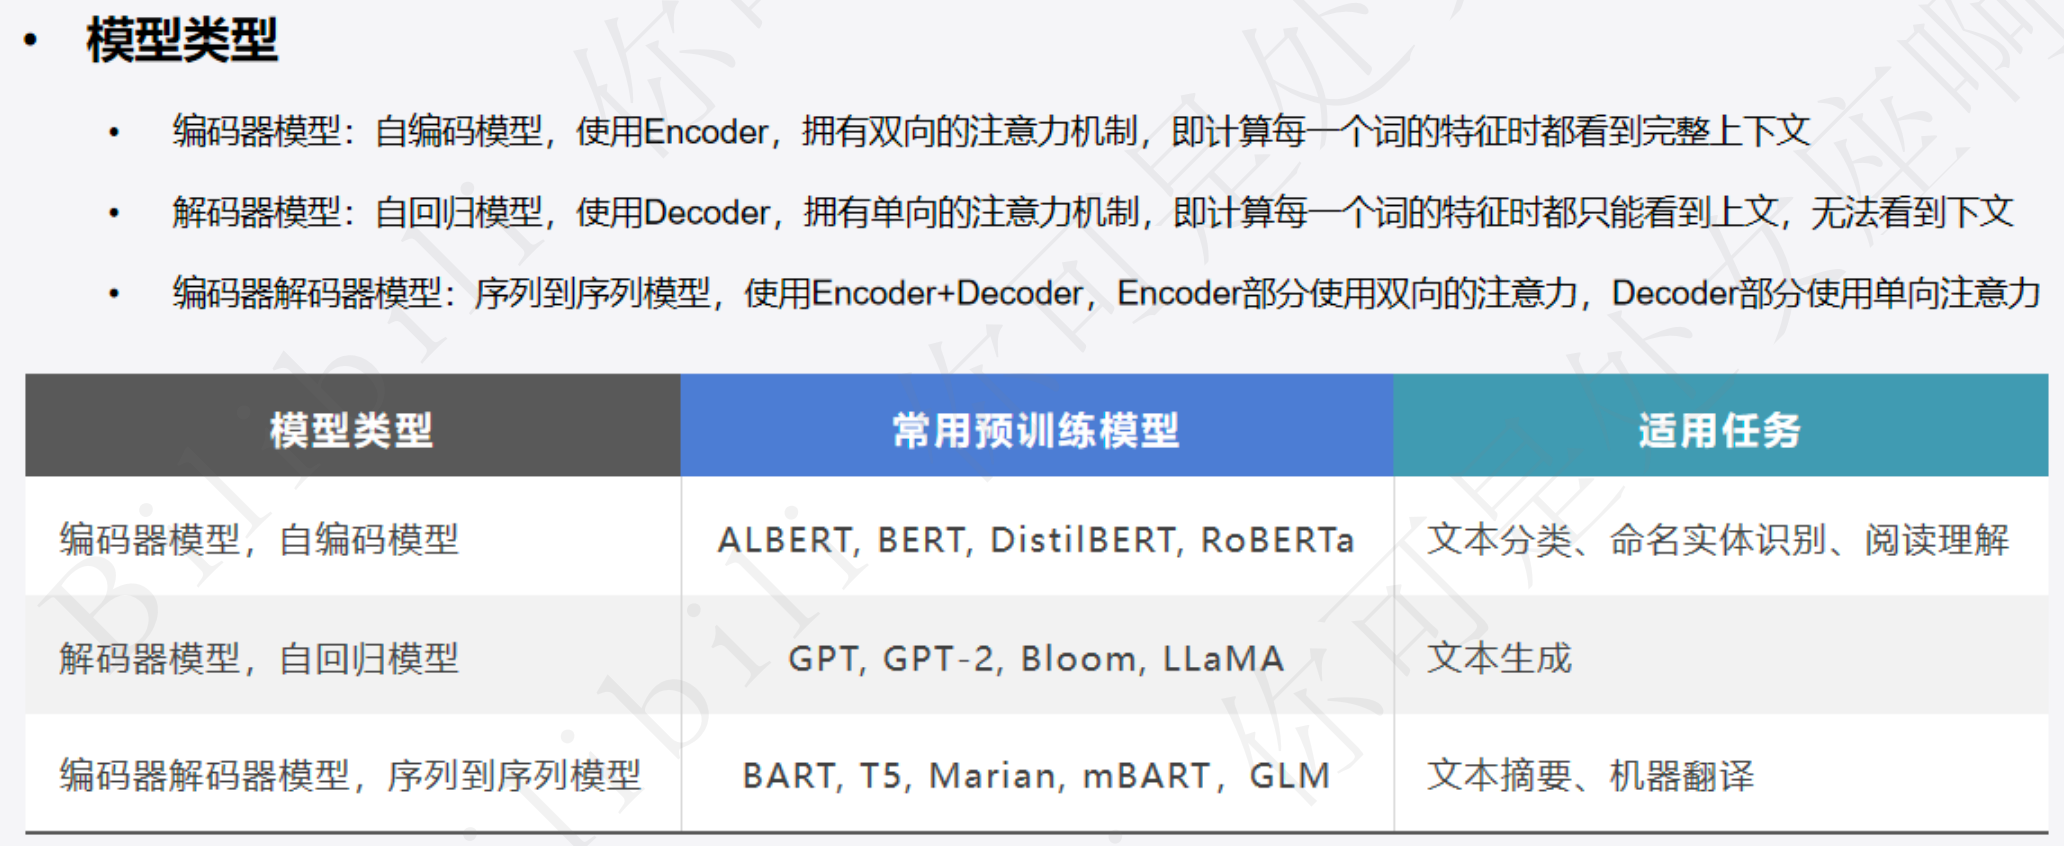 • 模型类型
• 编码器模型：自编码模型，使用Encoder，拥有双向的注意力机制，即计算每一个词的特征时都看到完整上下文
• 解码器模型：自回归模型，使用Decoder，拥有单向的注意力机制，即计算每一个词的特征时都只能看到上文，无法看到下文
• 编码器解码器模型：序列到序列模型，使用Encoder+Decoder，Encoder部分使用双向的注意力，Decoder部分使用单向注意力
模型类型 常用预训练模型 适用任务
编码器模型，自编码模型 ALBERT, BERT, DistilBERT, RoBERTa 文本分类、命名实体识别、阅读理解
解码器模型，自回归模型 GPT, GPT-2, Bloom, LLaMA 文本生成
编码器解码器模型，序列到序列模型 BART, T5, Marian, mBART，GLM 文本摘要、机器翻译
Bilibili 你可是处女座啊